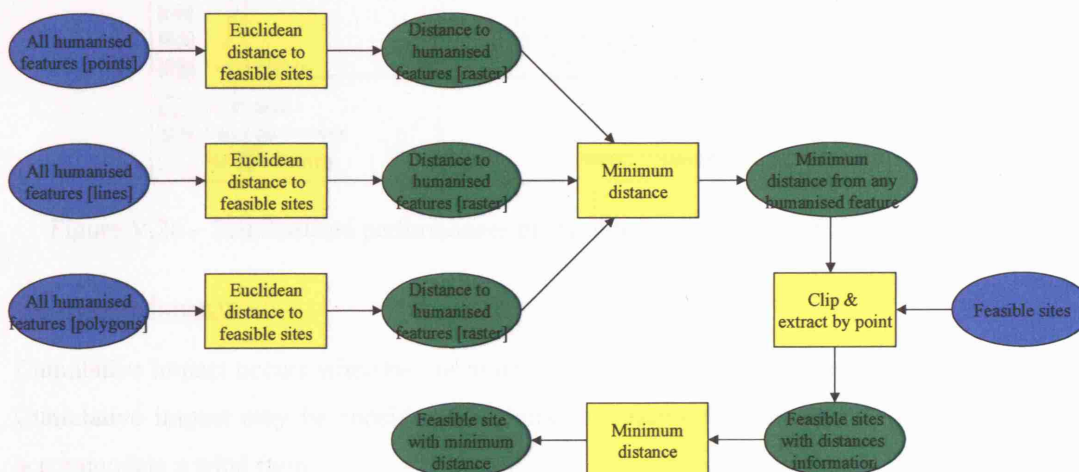 All humanised
features [points]
Euclidean
distance to
feasible sites
Distance to
humanised
features [raster]
All humanised
features [lines]
Euclidean
distance to
feasible sites
Distance to
humanised
features [raster]
Minimum
distance
Minimum
distance from any
humanised feature
All humanised
features [polygons]
Euclidean
distance to
feasible sites
Distance to
humanised
features [raster]
Clip &
extract by point
Feasible sites
Feasible site
with minimum
distance
Minimum
distance
Feasible sites
with distances
information